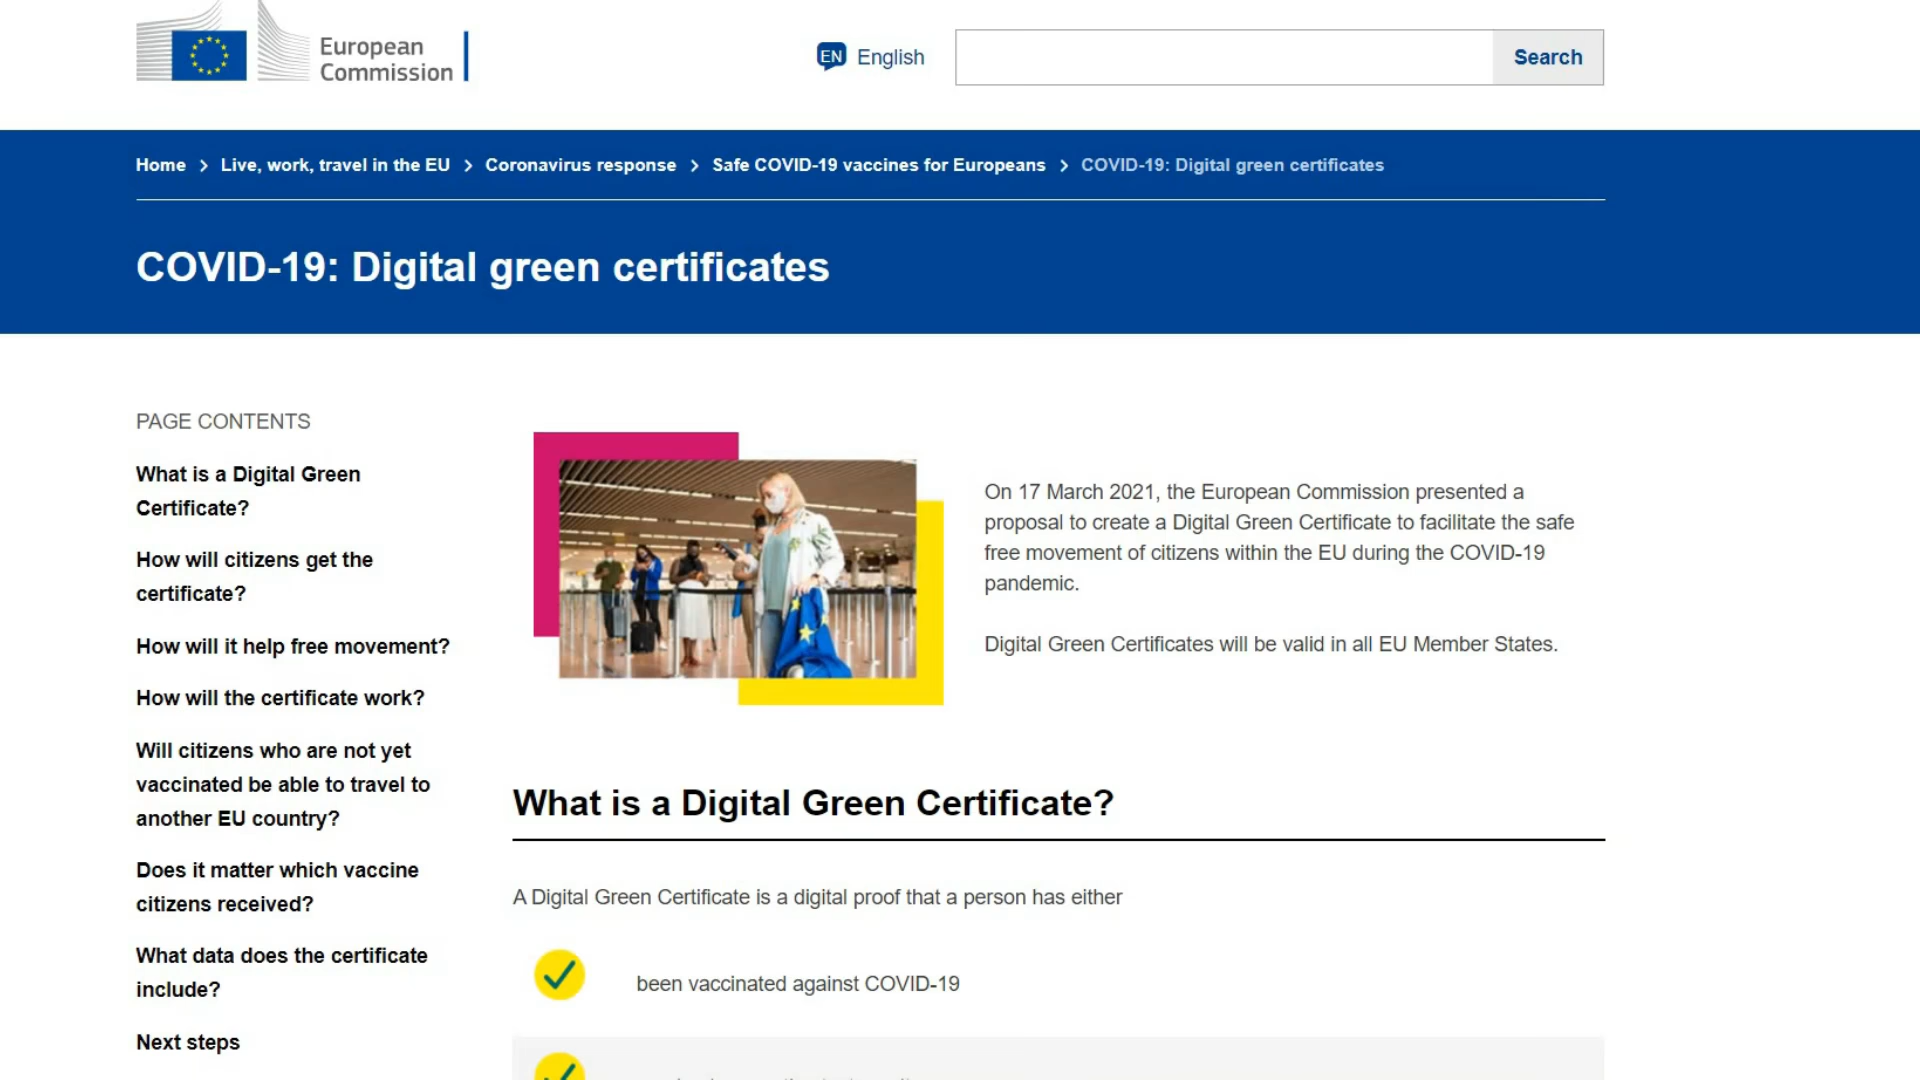 European
Commission
EN English
Search
Home > Live, work, travel in the EU > Coronavirus response > Safe COVID-19 vaccines for Europeans > COVID-19: Digital green certificates
COVID-19: Digital green certificates
PAGE CONTENTS
What is a Digital Green
Certificate?
How will citizens get the
certificate?
How will it help free movement?
How will the certificate work?
Will citizens who are not yet
vaccinated be able to travel to
another EU country?
Does it matter which vaccine
citizens received?
What data does the certificate
include?
Next steps
On 17 March 2021, the European Commission presented a
proposal to create a Digital Green Certificate to facilitate the safe
free movement of citizens within the EU during the COVID-19
pandemic.
Digital Green Certificates will be valid in all EU Member States.
What is a Digital Green Certificate?
A Digital Green Certificate is a digital proof that a person has either
been vaccinated against COVID-19